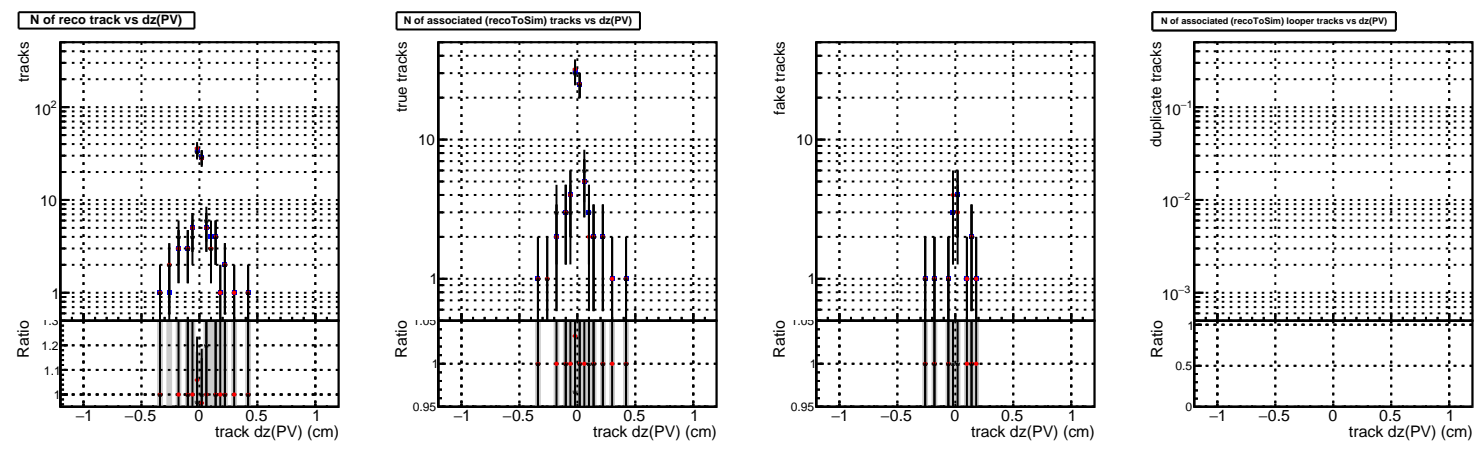 N of reco track vs dz(PV)
tracks
10²
10
1
1.3
1.2
1.1
1
Ratio
−1 −0.5 0 0.5 1
track dz(PV) (cm)
N of associated (recoToSim) tracks vs dz(PV)
true tracks
10
1
1.05
1
0.95
Ratio
−1 −0.5 0 0.5 1
track dz(PV) (cm)
fake tracks
10
1
1.05
1
0.95
Ratio
−1 −0.5 0 0.5 1
track dz(PV) (cm)
N of associated (recoToSim) looper tracks vs dz(PV)
duplicate tracks
10⁻¹
10⁻²
10⁻³
1
0.5
0
Ratio
−1 −0.5 0 0.5 1
track dz(PV) (cm)